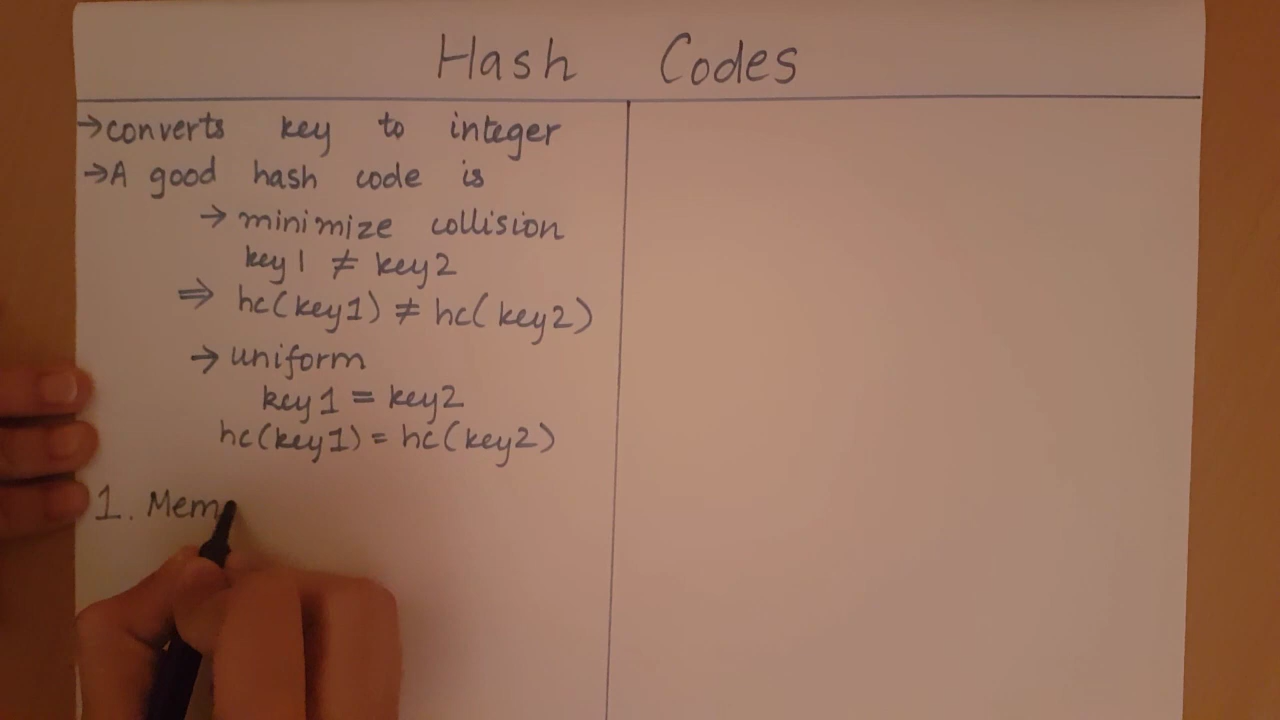 Hash Codes
→converts key to integer
→A good hash code is
→ minimize collision
key1 ≠ key2
⇒ hc(key1) ≠ hc(key2)
→ uniform
key1 = key2
hc(key1) = hc(key2)
1. Mem